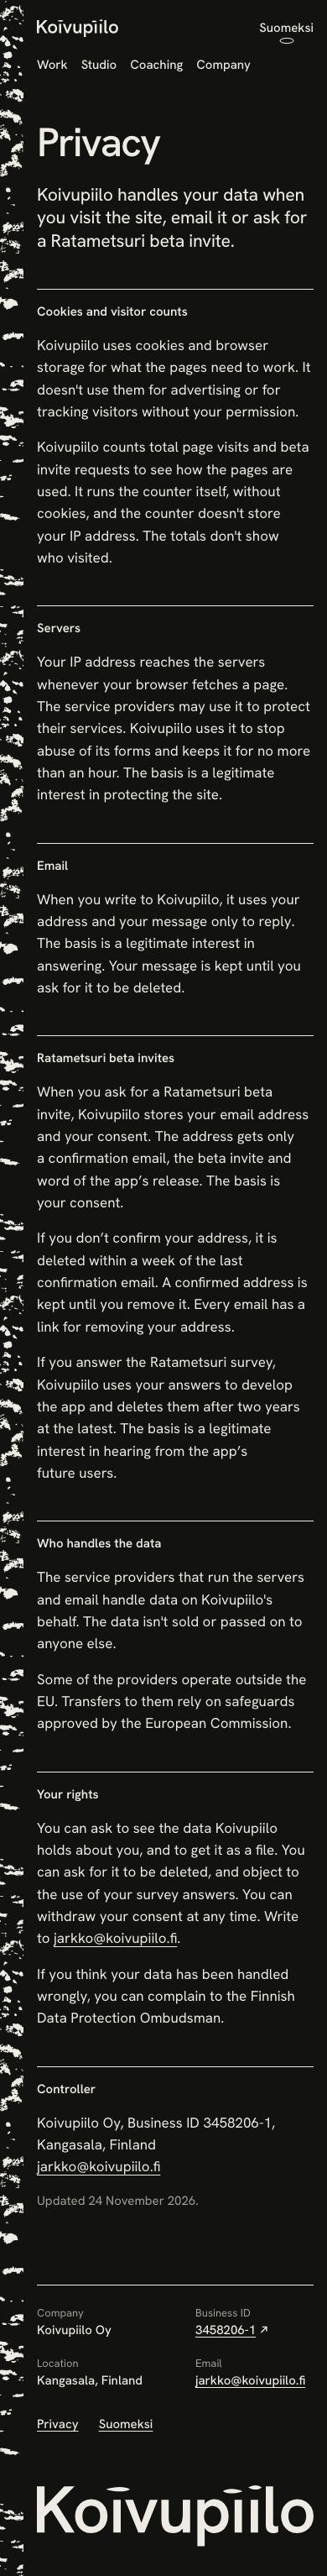 Koivupiilo
Suomeksi
Work Studio Coaching Company
Privacy
Koivupiilo handles your data when
you visit the site, email it or ask for
a Ratametsuri beta invite.
Cookies and visitor counts
Koivupiilo uses cookies and browser
storage for what the pages need to work. It
doesn't use them for advertising or for
tracking visitors without your permission.
Koivupiilo counts total page visits and beta
invite requests to see how the pages are
used. It runs the counter itself, without
cookies, and the counter doesn't store
your IP address. The totals don't show
who visited.
Servers
Your IP address reaches the servers
whenever your browser fetches a page.
The service providers may use it to protect
their services. Koivupiilo uses it to stop
abuse of its forms and keeps it for no more
than an hour. The basis is a legitimate
interest in protecting the site.
Email
When you write to Koivupiilo, it uses your
address and your message only to reply.
The basis is a legitimate interest in
answering. Your message is kept until you
ask for it to be deleted.
Ratametsuri beta invites
When you ask for a Ratametsuri beta
invite, Koivupiilo stores your email address
and your consent. The address gets only
a confirmation email, the beta invite and
word of the app’s release. The basis is
your consent.
If you don’t confirm your address, it is
deleted within a week of the last
confirmation email. A confirmed address is
kept until you remove it. Every email has a
link for removing your address.
If you answer the Ratametsuri survey,
Koivupiilo uses your answers to develop
the app and deletes them after two years
at the latest. The basis is a legitimate
interest in hearing from the app’s
future users.
Who handles the data
The service providers that run the servers
and email handle data on Koivupiilo's
behalf. The data isn't sold or passed on to
anyone else.
Some of the providers operate outside the
EU. Transfers to them rely on safeguards
approved by the European Commission.
Your rights
You can ask to see the data Koivupiilo
holds about you, and to get it as a file. You
can ask for it to be deleted, and object to
the use of your survey answers. You can
withdraw your consent at any time. Write
to jarkko@koivupiilo.fi.
If you think your data has been handled
wrongly, you can complain to the Finnish
Data Protection Ombudsman.
Controller
Koivupiilo Oy, Business ID 3458206-1,
Kangasala, Finland
jarkko@koivupiilo.fi
Updated 24 November 2026.
Company
Koivupiilo Oy
Business ID
3458206-1 ↗
Location
Kangasala, Finland
Email
jarkko@koivupiilo.fi
Privacy Suomeksi
Koivupiilo